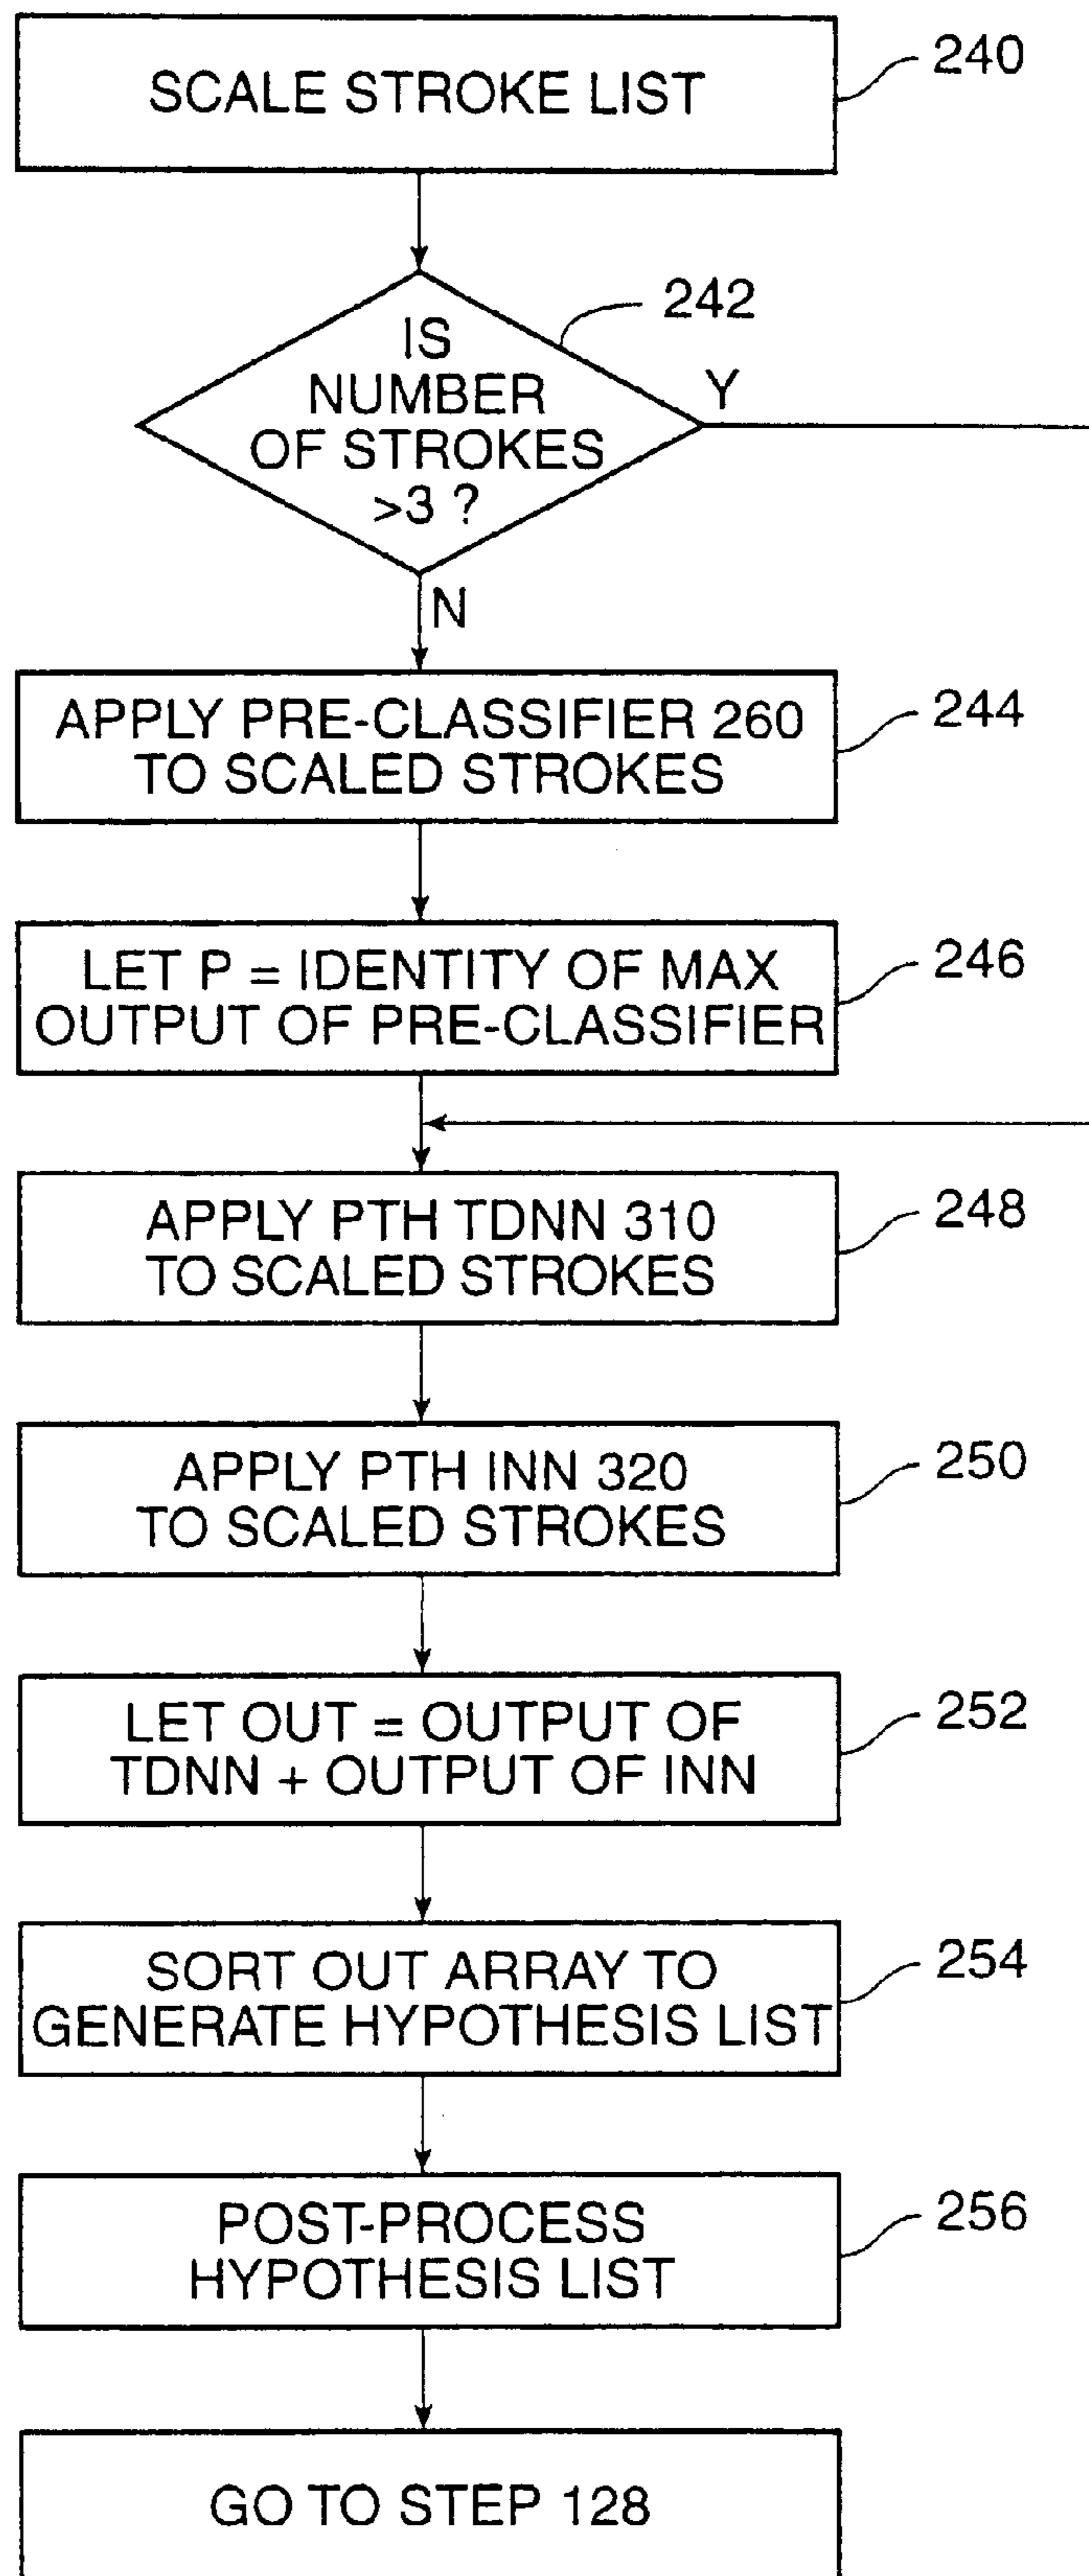 SCALE STROKE LIST
240
IS
NUMBER
OF STROKES
>3 ?
242
Y
N
APPLY PRE-CLASSIFIER 260
TO SCALED STROKES
244
LET P = IDENTITY OF MAX
OUTPUT OF PRE-CLASSIFIER
246
APPLY PTH TDNN 310
TO SCALED STROKES
248
APPLY PTH INN 320
TO SCALED STROKES
250
LET OUT = OUTPUT OF
TDNN + OUTPUT OF INN
252
SORT OUT ARRAY TO
GENERATE HYPOTHESIS LIST
254
POST-PROCESS
HYPOTHESIS LIST
256
GO TO STEP 128